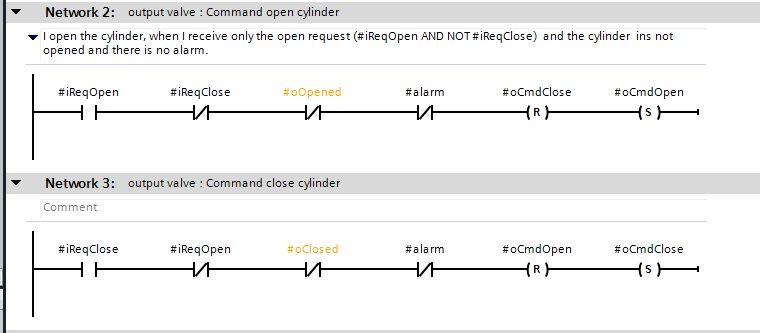 Network 2: output valve : Command open cylinder
I open the cylinder, when I receive only the open request (#iReqOpen AND NOT #iReqClose) and the cylinder ins not
opened and there is no alarm.
#iReqOpen #iReqClose #oOpened #alarm #oCmdClose #oCmdOpen
R S
Network 3: output valve : Command close cylinder
Comment
#iReqClose #iReqOpen #oClosed #alarm #oCmdOpen #oCmdClose
R S